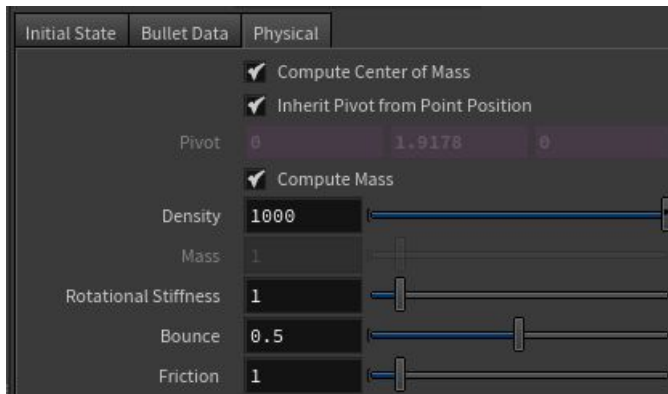 Initial State Bullet Data Physical
Compute Center of Mass
Inherit Pivot from Point Position
Pivot 0 1.9178 0
Compute Mass
Density 1000
Mass 1
Rotational Stiffness 1
Bounce 0.5
Friction 1